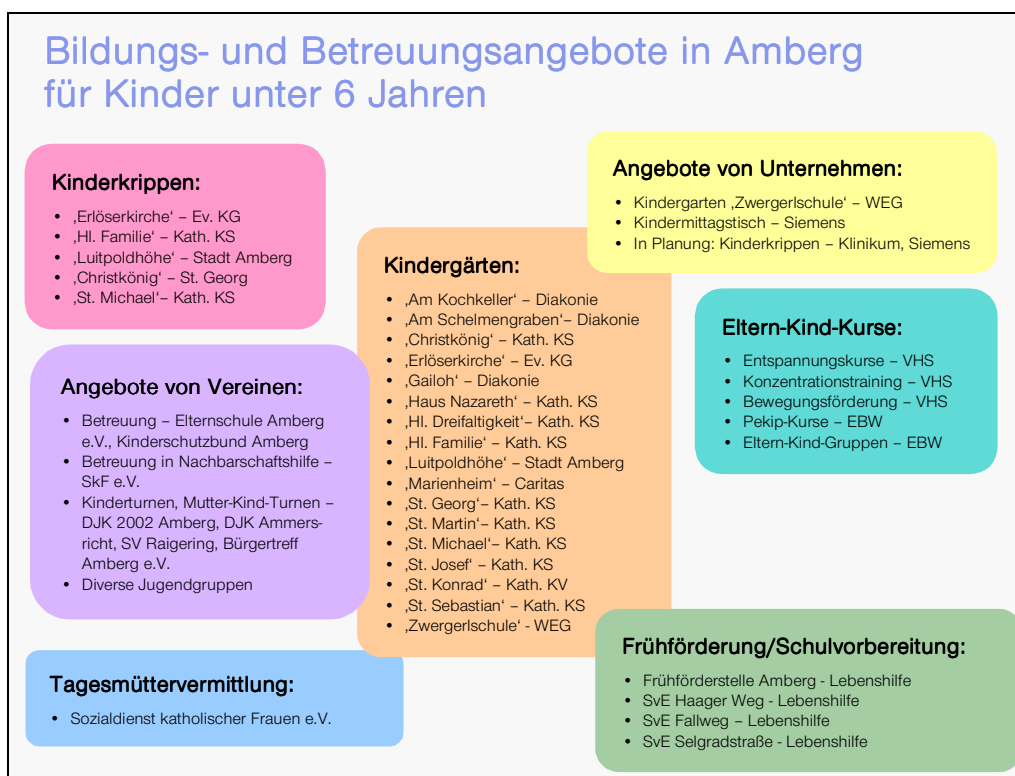 Bildungs- und Betreuungsangebote in Amberg
für Kinder unter 6 Jahren
Kinderkrippen:
• ‚Erlöserkirche‘ – Ev. KG
• ‚Hl. Familie‘ – Kath. KS
• ‚Luitpoldhöhe‘ – Stadt Amberg
• ‚Christkönig‘ – St. Georg
• ‚St. Michael‘– Kath. KS
Angebote von Vereinen:
• Betreuung – Elternschule Amberg
e.V., Kinderschutzbund Amberg
• Betreuung in Nachbarschaftshilfe –
SkF e.V.
• Kinderturnen, Mutter-Kind-Turnen –
DJK 2002 Amberg, DJK Ammers-
richt, SV Raigering, Bürgertreff
Amberg e.V.
• Diverse Jugendgruppen
Tagesmüttervermittlung:
• Sozialdienst katholischer Frauen e.V.
Kindergärten:
• ‚Am Kochkeller‘ – Diakonie
• ‚Am Schelmengraben‘– Diakonie
• ‚Christkönig‘ – Kath. KS
• ‚Erlöserkirche‘ – Ev. KG
• ‚Gailoh‘ – Diakonie
• ‚Haus Nazareth‘ – Kath. KS
• ‚Hl. Dreifaltigkeit‘– Kath. KS
• ‚Hl. Familie‘ – Kath. KS
• ‚Luitpoldhöhe‘ – Stadt Amberg
• ‚Marienheim‘ – Caritas
• ‚St. Georg‘– Kath. KS
• ‚St. Martin‘– Kath. KS
• ‚St. Michael‘– Kath. KS
• ‚St. Josef‘ – Kath. KS
• ‚St. Konrad‘ – Kath. KV
• ‚St. Sebastian‘ – Kath. KS
• ‚Zwergerlschule‘ - WEG
Angebote von Unternehmen:
• Kindergarten ‚Zwergerlschule‘ – WEG
• Kindermittagstisch – Siemens
• In Planung: Kinderkrippen – Klinikum, Siemens
Eltern-Kind-Kurse:
• Entspannungskurse – VHS
• Konzentrationstraining – VHS
• Bewegungsförderung – VHS
• Pekip-Kurse – EBW
• Eltern-Kind-Gruppen – EBW
Frühförderung/Schulvorbereitung:
• Frühförderstelle Amberg - Lebenshilfe
• SvE Haager Weg - Lebenshilfe
• SvE Fallweg – Lebenshilfe
• SvE Selgradstraße - Lebenshilfe